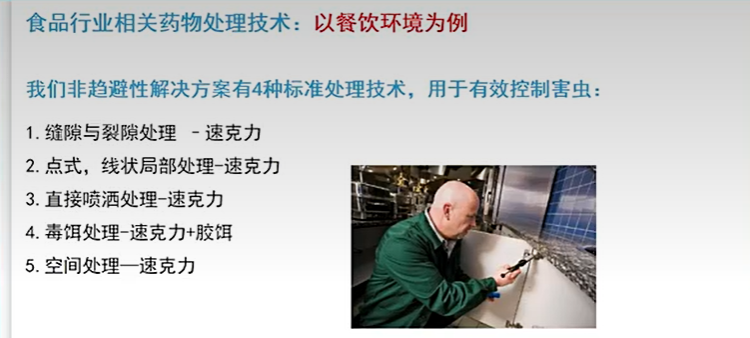 食品行业相关药物处理技术：以餐饮环境为例
我们非趋避性解决方案有4种标准处理技术，用于有效控制害虫：
1. 缝隙与裂隙处理 －速克力
2. 点式，线状局部处理-速克力
3. 直接喷洒处理-速克力
4. 毒饵处理-速克力+胶饵
5. 空间处理—速克力